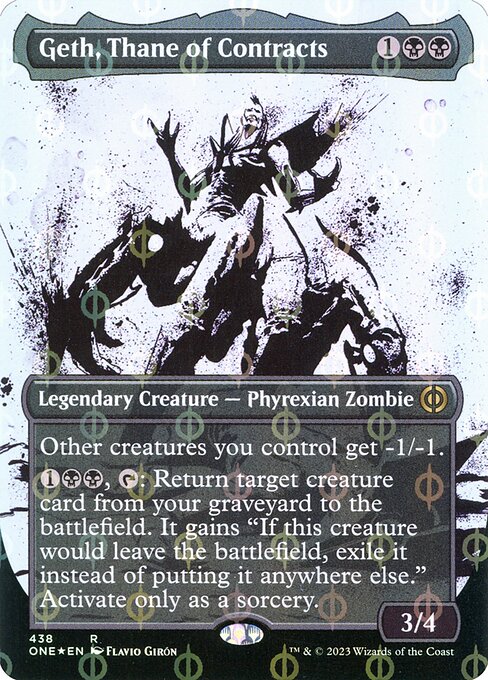 Geth, Thane of Contracts 1
Legendary Creature — Phyrexian Zombie
Other creatures you control get -1/-1.
1, : Return target creature
card from your graveyard to the
battlefield. It gains “If this creature
would leave the battlefield, exile it
instead of putting it anywhere else.”
Activate only as a sorcery.
3/4
438 R
ONE★EN Flavio Girón
™ & © 2023 Wizards of the Coast